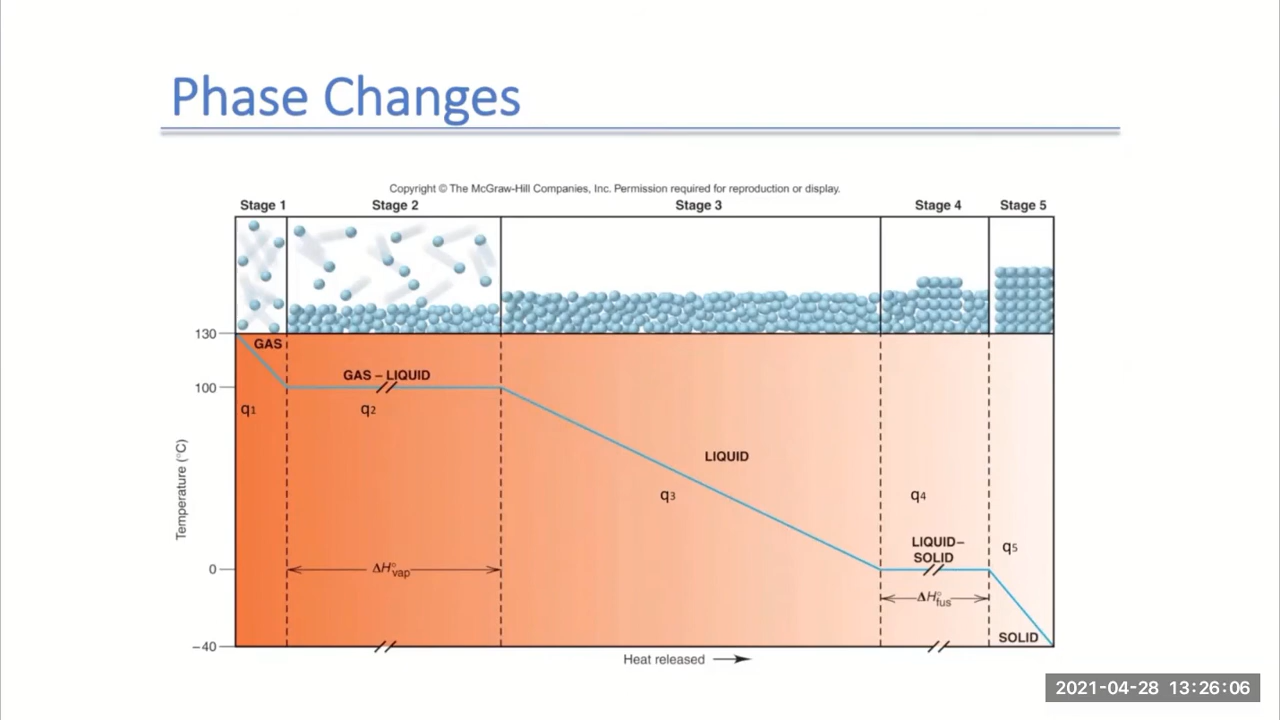 Phase Changes
Copyright © The McGraw-Hill Companies, Inc. Permission required for reproduction or display.
Stage 1 Stage 2 Stage 3 Stage 4 Stage 5
130
GAS
GAS – LIQUID
100
q1 q2
LIQUID
q3 q4
Temperature (°C)
LIQUID–
SOLID
q5
0
ΔH°vap
ΔH°fus
SOLID
−40
Heat released
2021-04-28 13:26:06